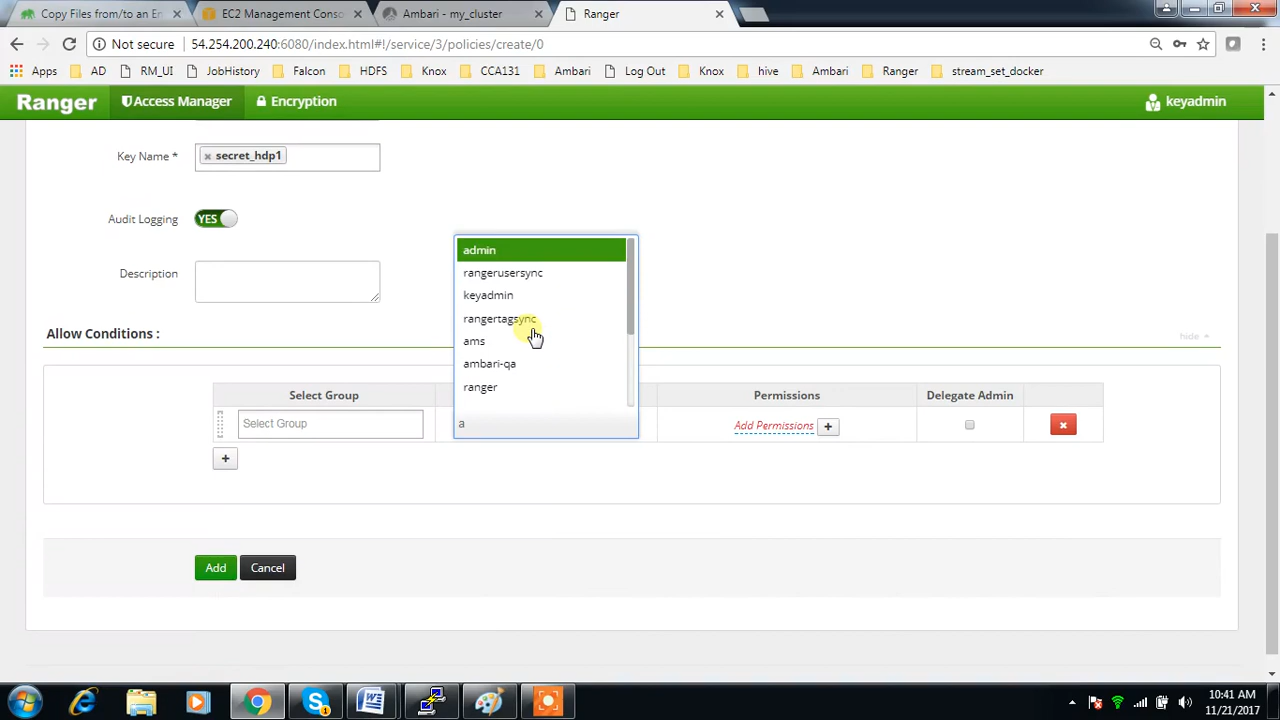 Copy Files from/to an En
EC2 Management Conso
Ambari - my_cluster
Ranger
Not secure 54.254.200.240:6080/index.html#!/service/3/policies/create/0
Apps AD RM_UI JobHistory Falcon HDFS Knox CCA131 Ambari Log Out Knox hive Ambari Ranger stream_set_docker
Ranger Access Manager Encryption keyadmin
Key Name * secret_hdp1
Audit Logging YES
Description
admin
rangerusersync
keyadmin
rangertagsync
ams
ambari-qa
ranger
a
Allow Conditions :
hide
Select Group Permissions Delegate Admin
Select Group Add Permissions +
+
Add Cancel
10:41 AM
11/21/2017